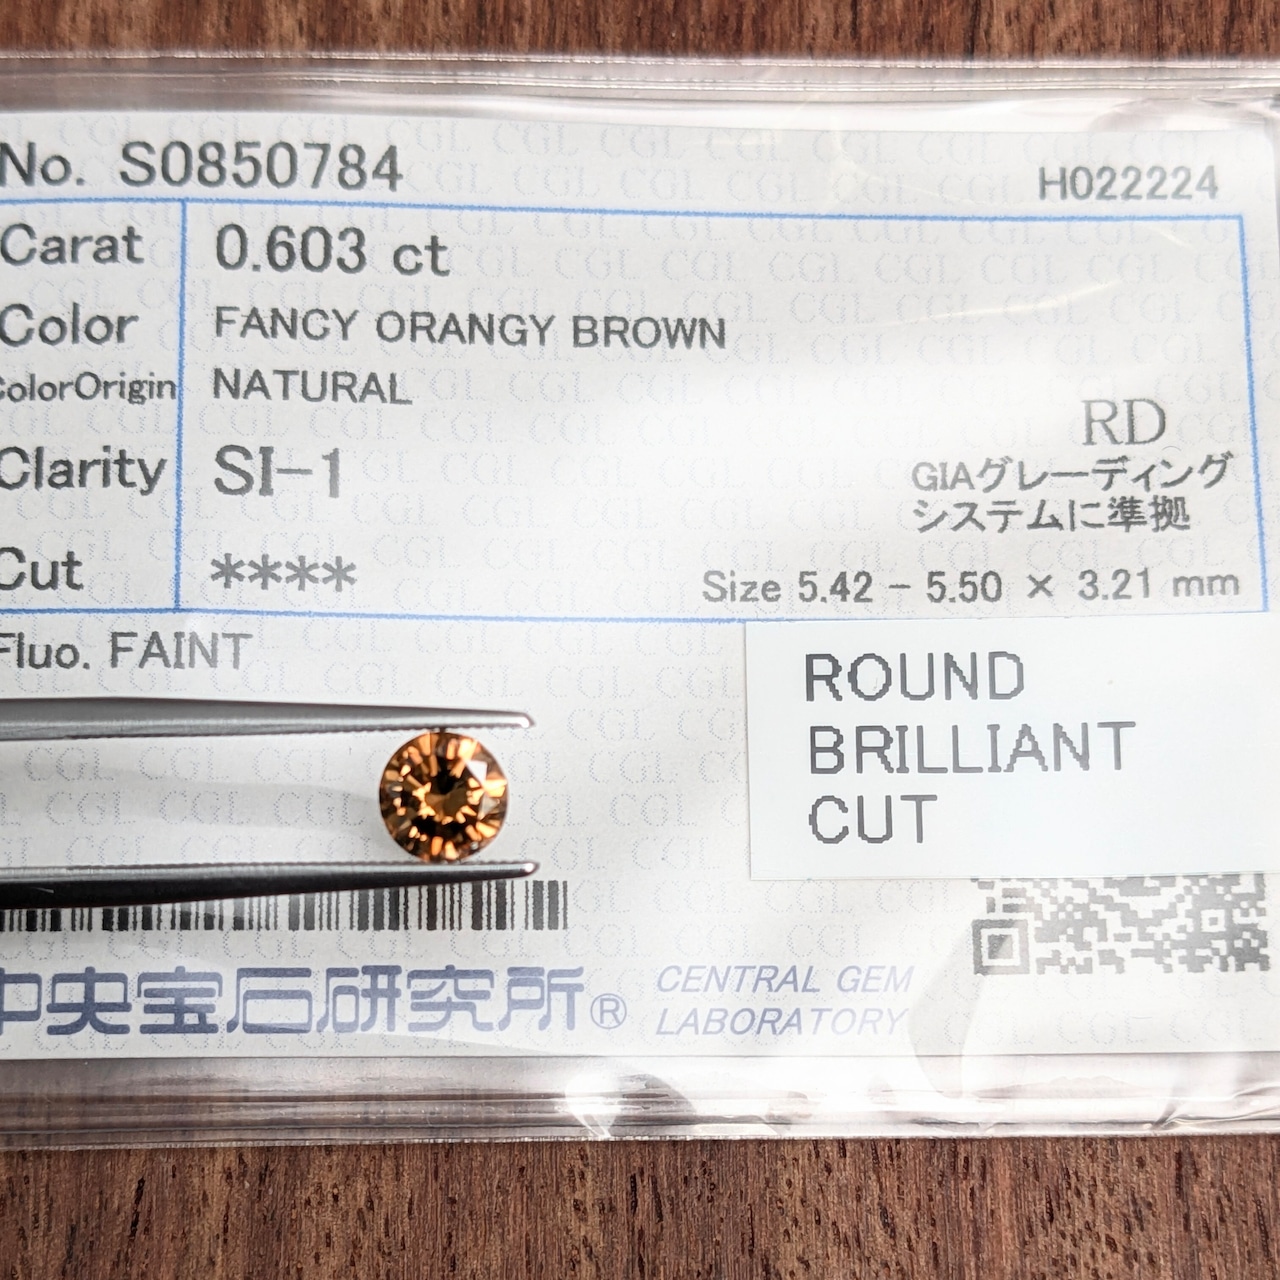 No. S0850784
H022224
Carat 0.603 ct
Color FANCY ORANGY BROWN
ColorOrigin NATURAL
Clarity SI-1
RD
GIAグレーディング
システムに準拠
Cut ****
Size 5.42 - 5.50 × 3.21 mm
Fluo. FAINT
ROUND
BRILLIANT
CUT
中央宝石研究所®
CENTRAL GEM
LABORATORY